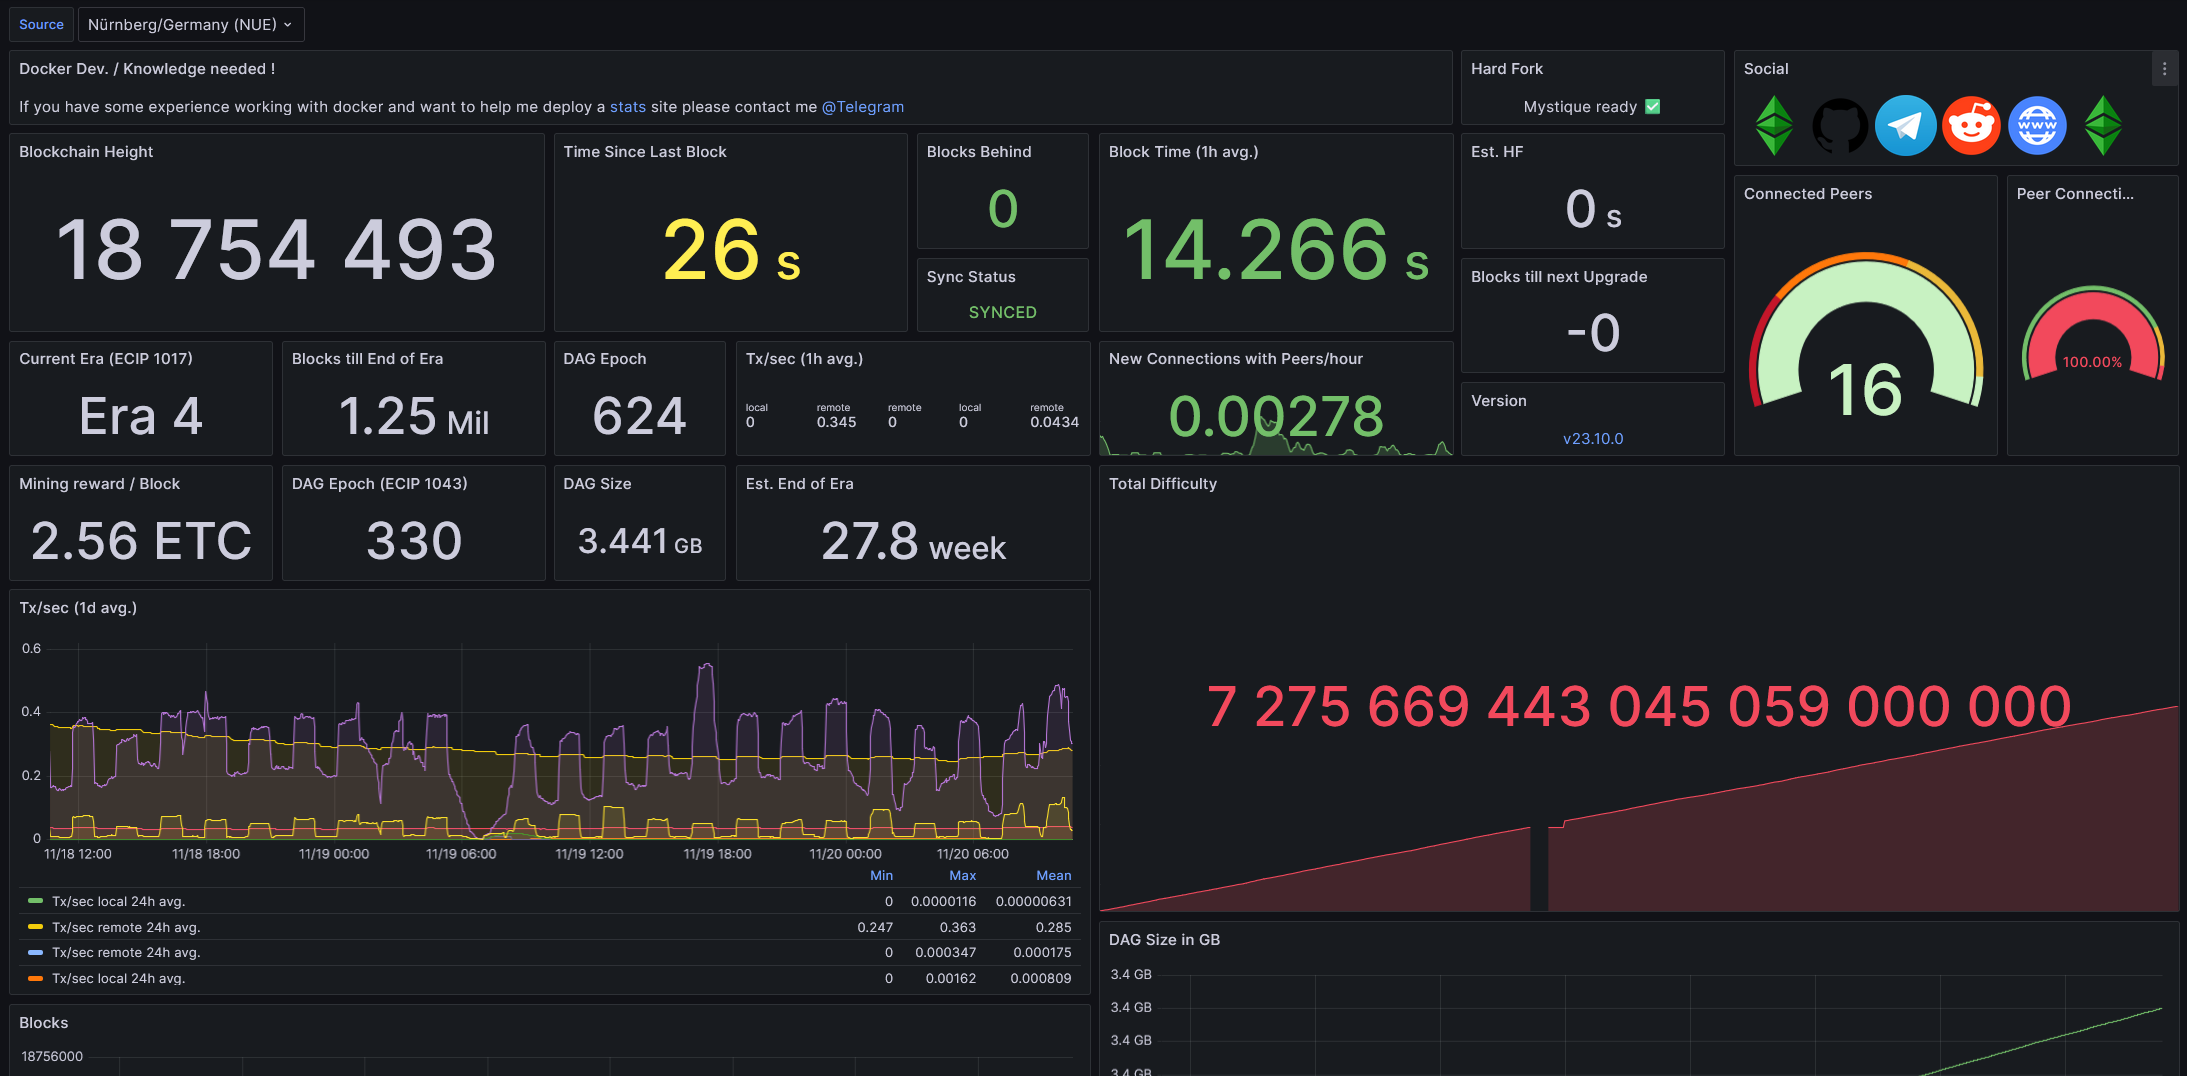 Source
Nürnberg/Germany (NUE)
Docker Dev. / Knowledge needed !
If you have some experience working with docker and want to help me deploy a stats site please contact me @Telegram
Hard Fork
Mystique ready ✅
Social
WWW
Blockchain Height
18 754 493
Time Since Last Block
26 s
Blocks Behind
0
Sync Status
SYNCED
Block Time (1h avg.)
14.266 s
Est. HF
0 s
Blocks till next Upgrade
-0
Connected Peers
16
Peer Connecti...
100.00%
Current Era (ECIP 1017)
Era 4
Blocks till End of Era
1.25 Mil
DAG Epoch
624
Tx/sec (1h avg.)
local
0
remote
0.345
remote
0
local
0
remote
0.0434
New Connections with Peers/hour
0.00278
Version
v23.10.0
Mining reward / Block
2.56 ETC
DAG Epoch (ECIP 1043)
330
DAG Size
3.441 GB
Est. End of Era
27.8 week
Total Difficulty
7 275 669 443 045 059 000 000
Tx/sec (1d avg.)
0.6
0.4
0.2
0
11/18 12:00 11/18 18:00 11/19 00:00 11/19 06:00 11/19 12:00 11/19 18:00 11/20 00:00 11/20 06:00
Min Max Mean
Tx/sec local 24h avg. 0 0.0000116 0.00000631
Tx/sec remote 24h avg. 0.247 0.363 0.285
Tx/sec remote 24h avg. 0 0.000347 0.000175
Tx/sec local 24h avg. 0 0.00162 0.000809
DAG Size in GB
3.4 GB
3.4 GB
3.4 GB
3.4 GB
Blocks
18756000